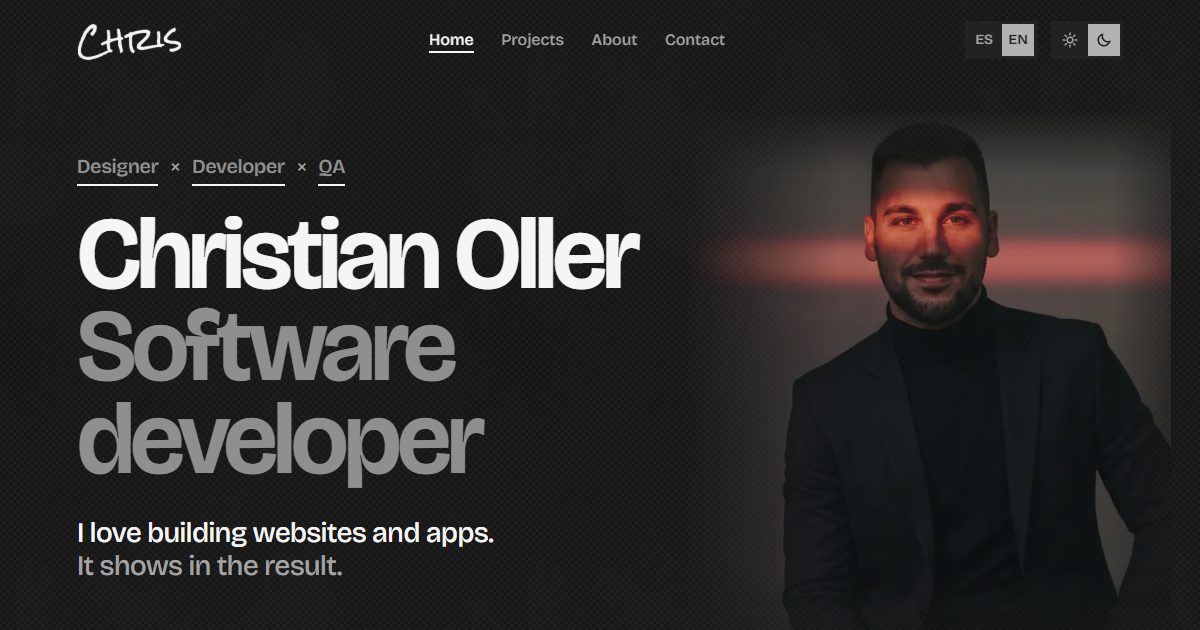 CHRIS
Home Projects About Contact
ES EN
Designer × Developer × QA
Christian Oller
Software
developer
I love building websites and apps.
It shows in the result.